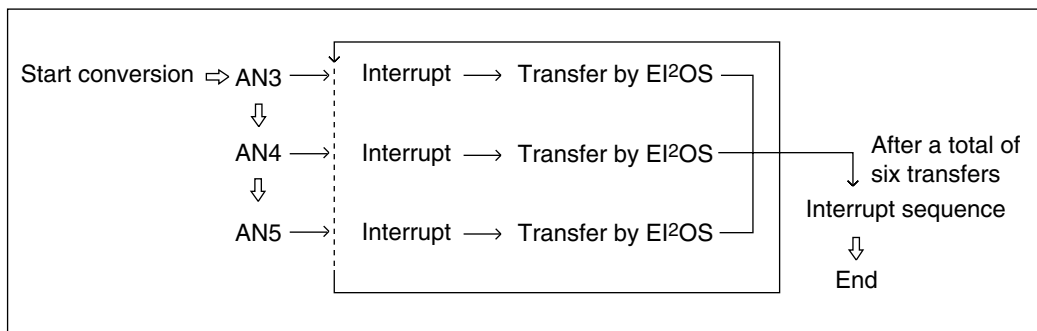 Start conversion AN3 Interrupt Transfer by EI²OS
AN4 Interrupt Transfer by EI²OS
AN5 Interrupt Transfer by EI²OS
After a total of
six transfers
Interrupt sequence
End